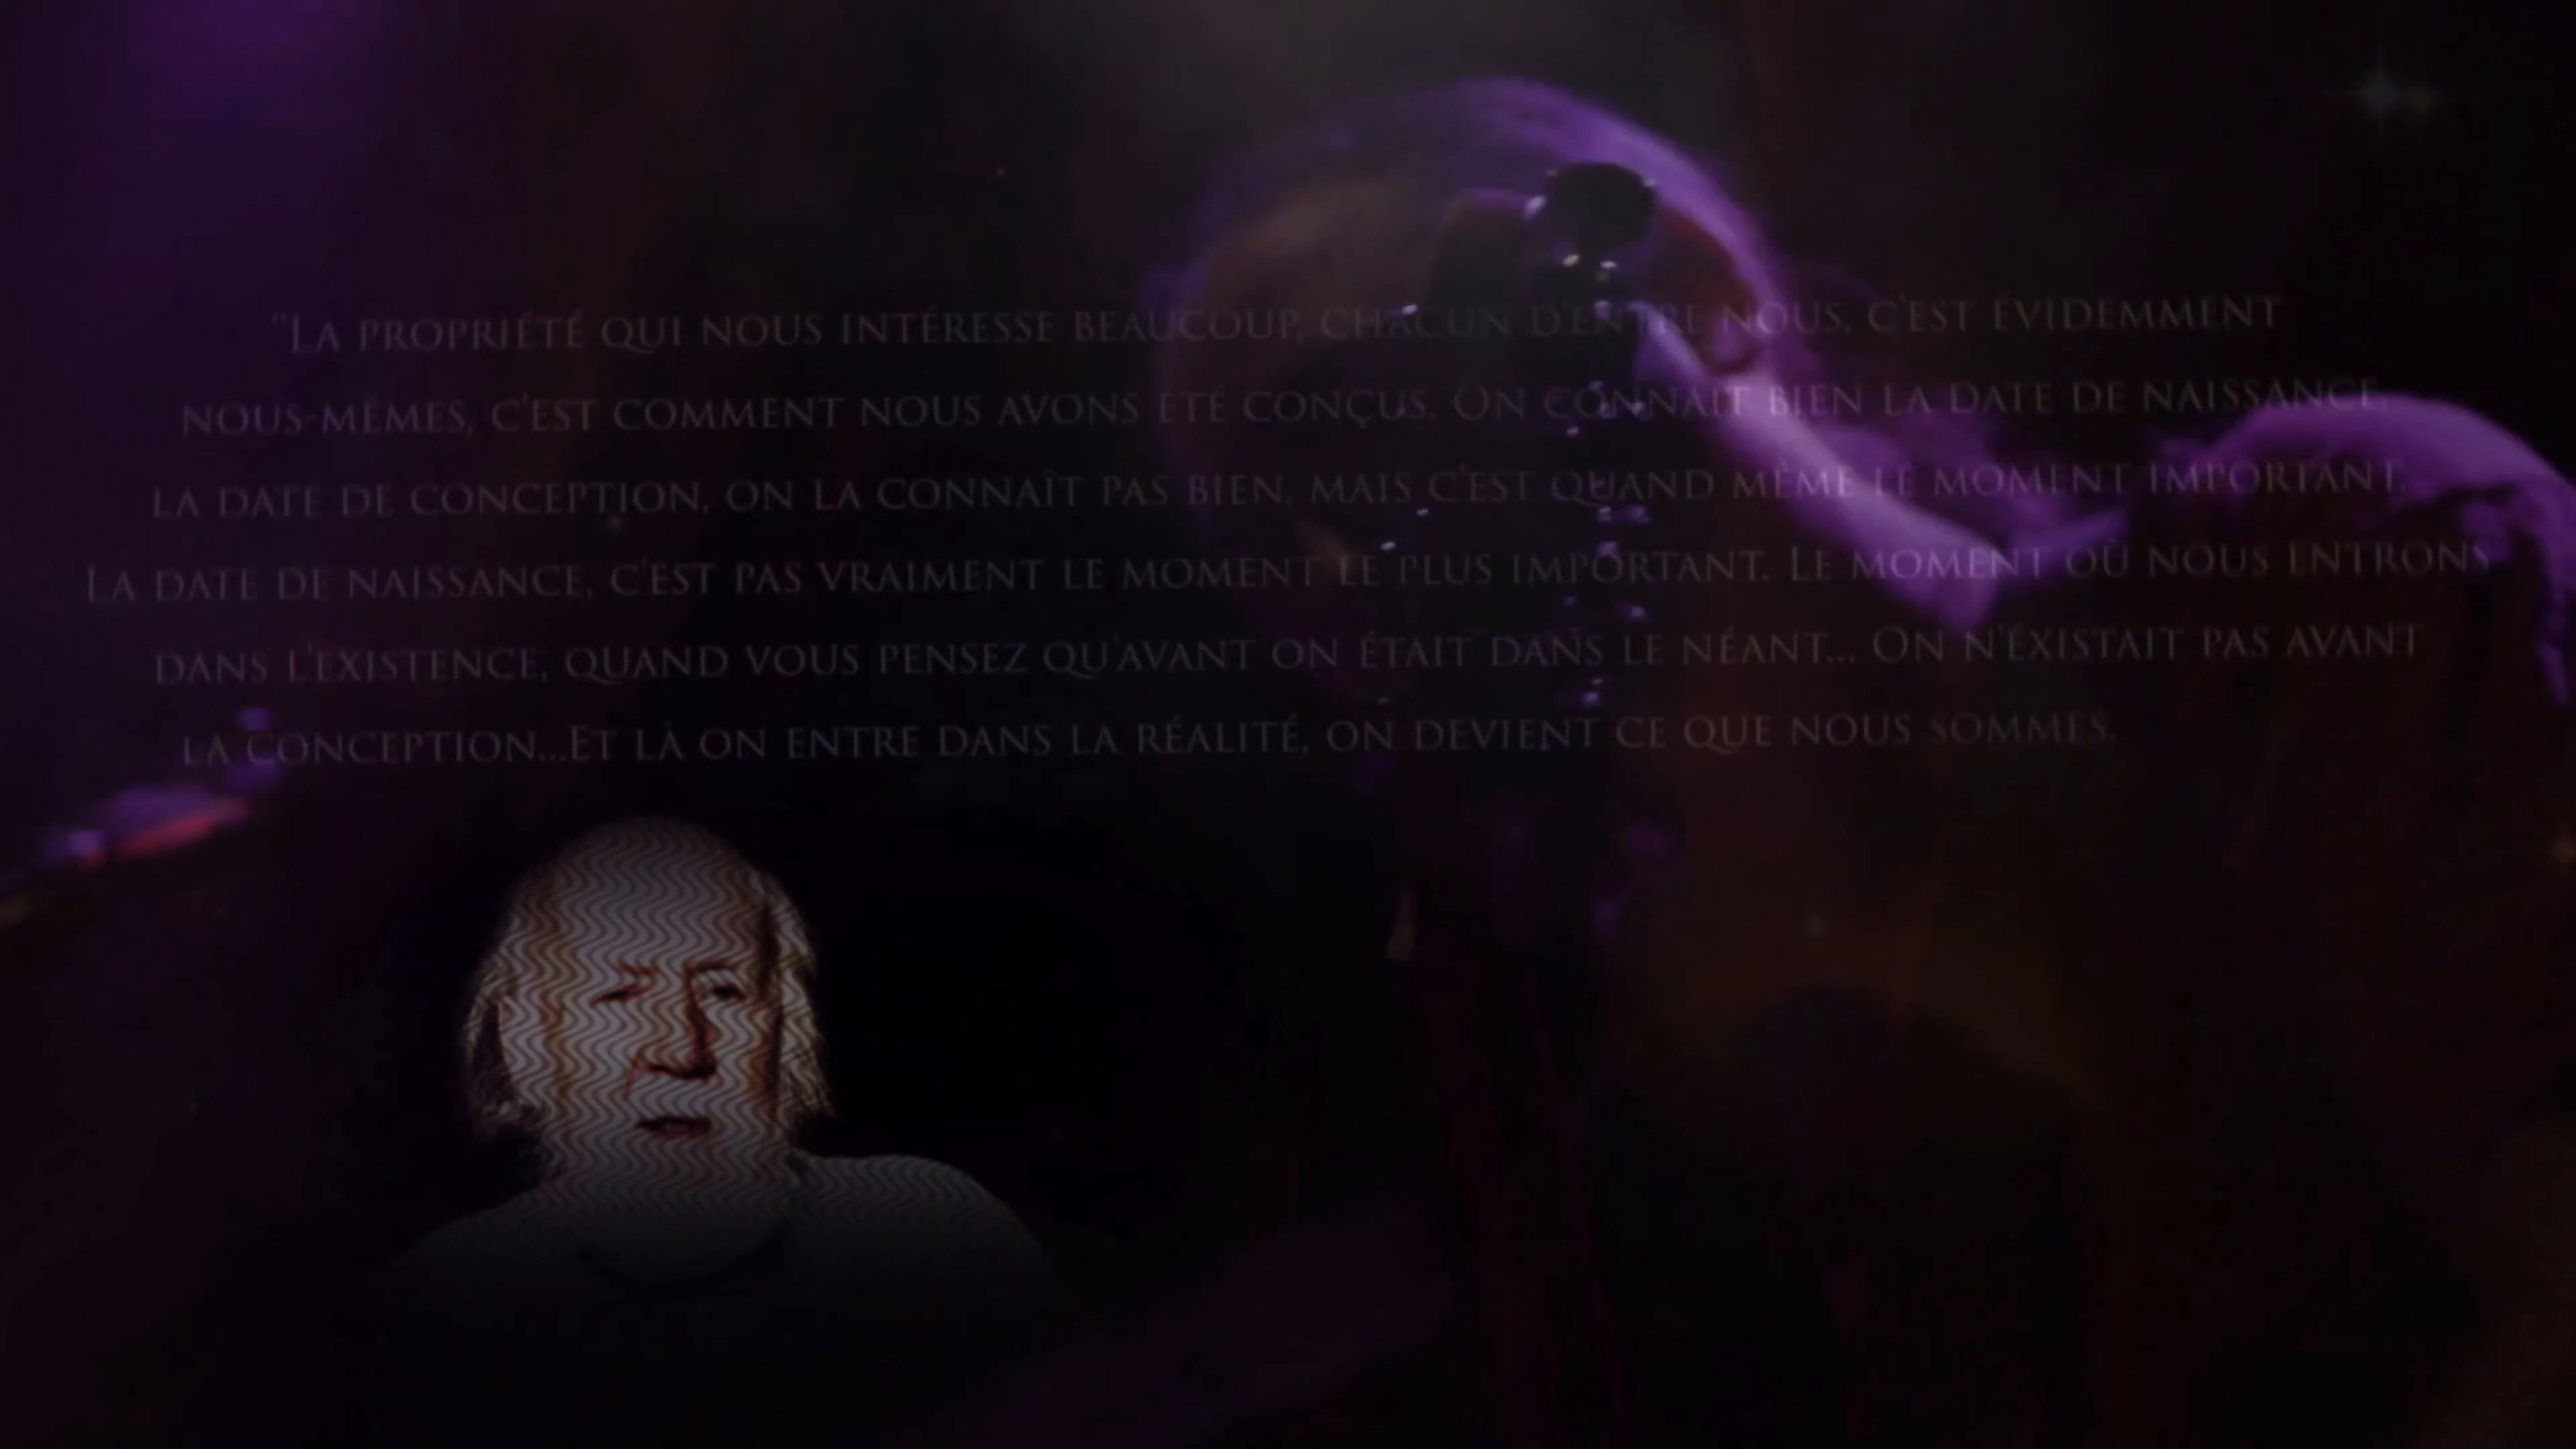 "La propriété qui nous intéresse beaucoup, chacun d'entre nous, c'est évidemment
nous-mêmes, c'est comment nous avons été conçus. On connaît bien la date de naissance,
la date de conception, on la connaît pas bien, mais c'est quand même le moment important.
La date de naissance, c'est pas vraiment le moment le plus important. Le moment où nous entrons
dans l'existence, quand vous pensez qu'avant on était dans le néant... On n'éxistait pas avant
la conception...Et là on entre dans la réalité, on devient ce que nous sommes.